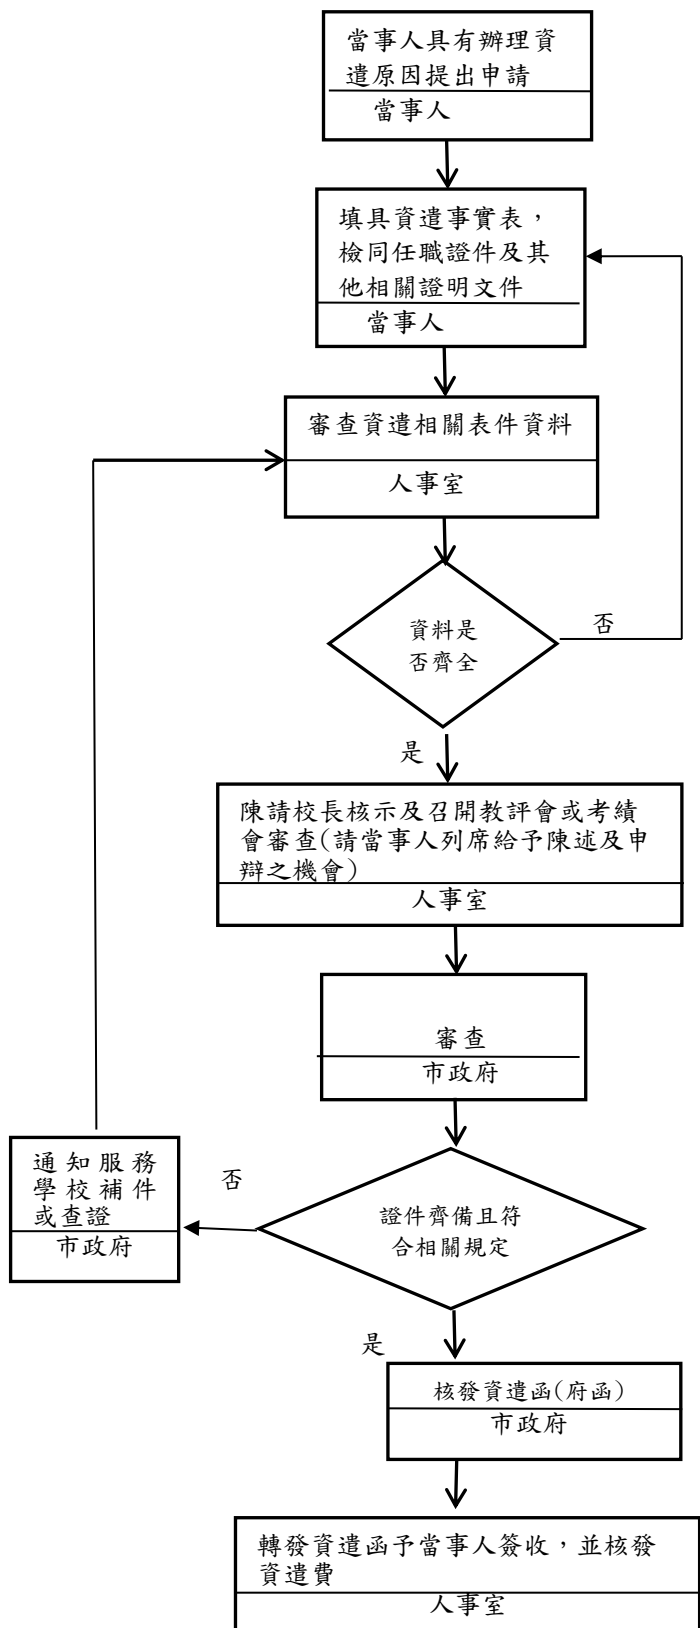 當事人具有辦理資
遣原因提出申請
當事人
填具資遣事實表，
檢同任職證件及其
他相關證明文件
當事人
審查資遣相關表件資料
人事室
資料是
否齊全
否
是
陳請校長核示及召開教評會或考績
會審查(請當事人列席給予陳述及申
辯之機會)
人事室
審查
市政府
通知服務
學校補件
或查證
市政府
否
證件齊備且符
合相關規定
是
核發資遣函(府函)
市政府
轉發資遣函予當事人簽收，並核發
資遣費
人事室